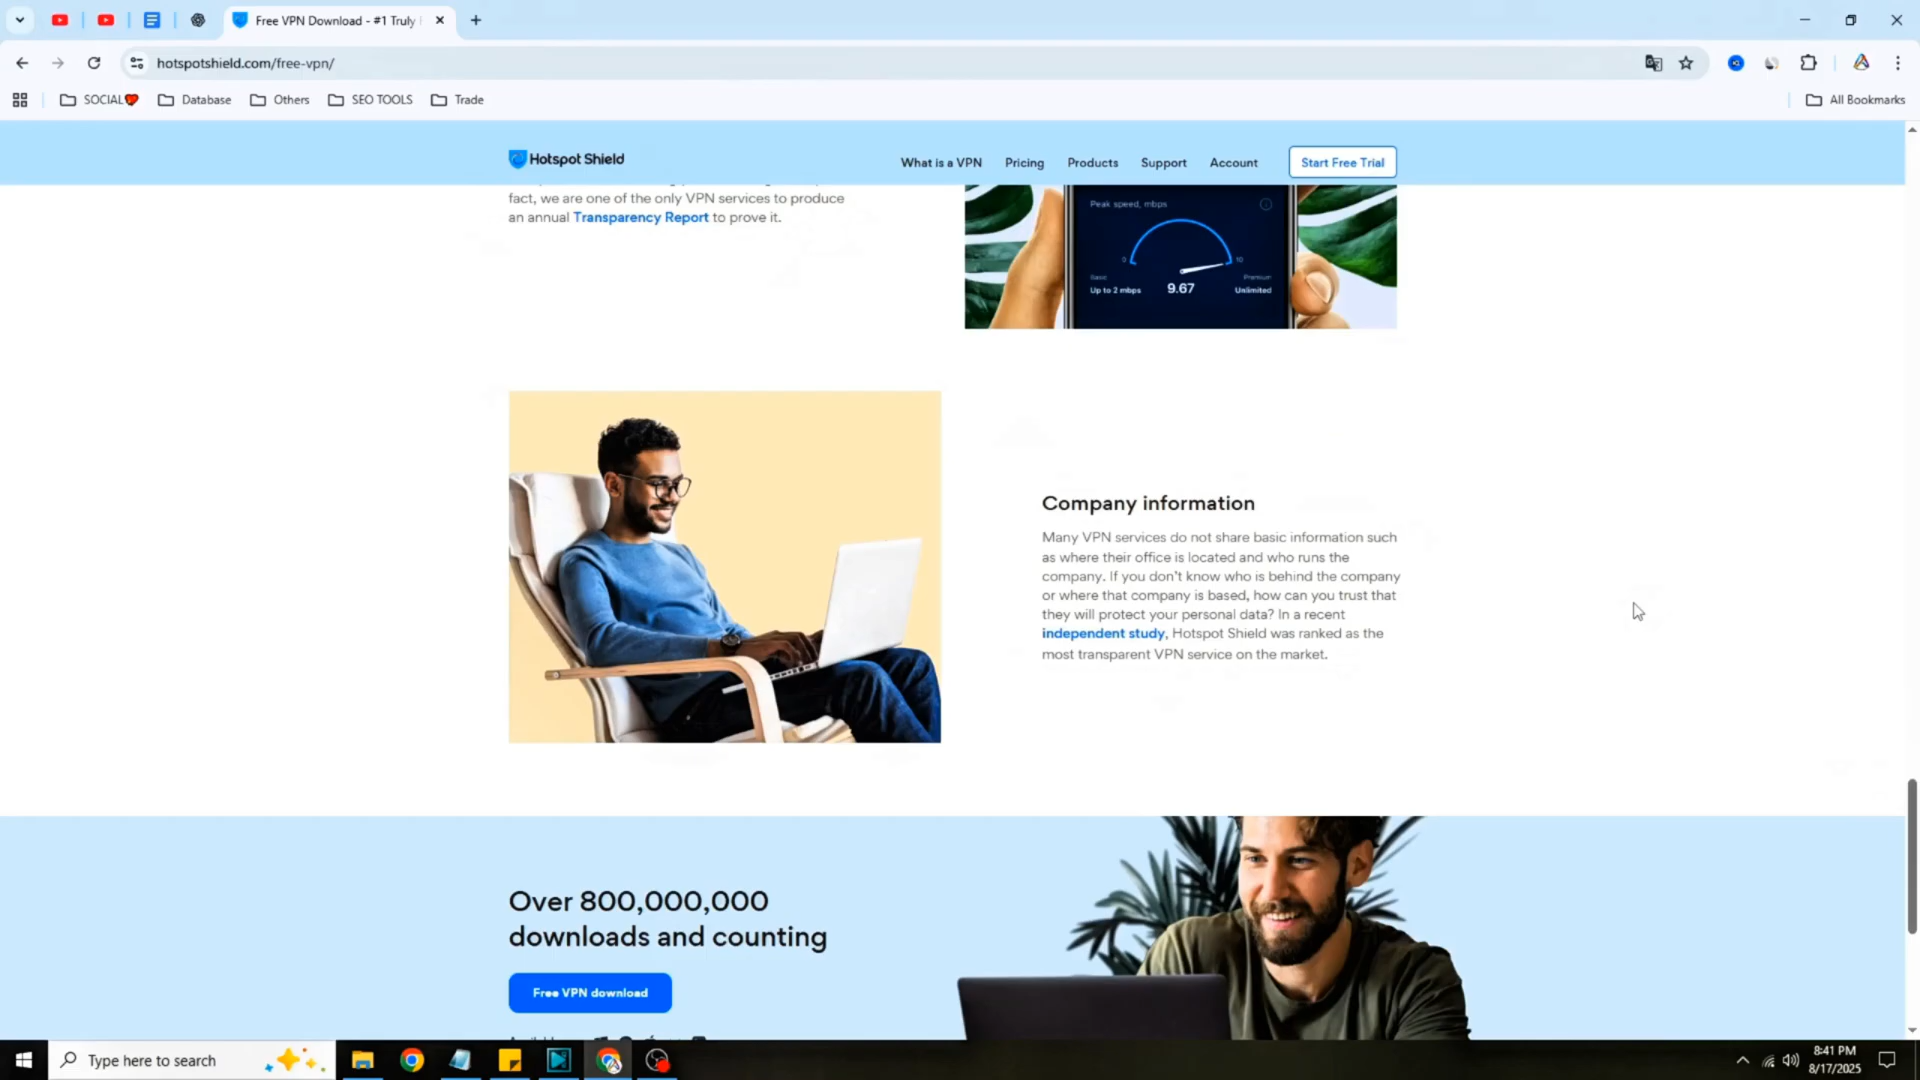 Free VPN Download - #1 Truly
hotspotshield.com/free-vpn/
SOCIAL
Database
Others
SEO TOOLS
Trade
All Bookmarks
Hotspot Shield
What is a VPN
Pricing
Products
Support
Account
Start Free Trial
fact, we are one of the only VPN services to produce
an annual Transparency Report to prove it.
Peak speed, mbps
0
10
Basic
Premium
Up to 2 mbps
9.67
Unlimited
Company information
Many VPN services do not share basic information such
as where their office is located and who runs the
company. If you don't know who is behind the company
or where that company is based, how can you trust that
they will protect your personal data? In a recent
independent study, Hotspot Shield was ranked as the
most transparent VPN service on the market.
Over 800,000,000
downloads and counting
Free VPN download
Type here to search
8:41 PM
8/17/2025